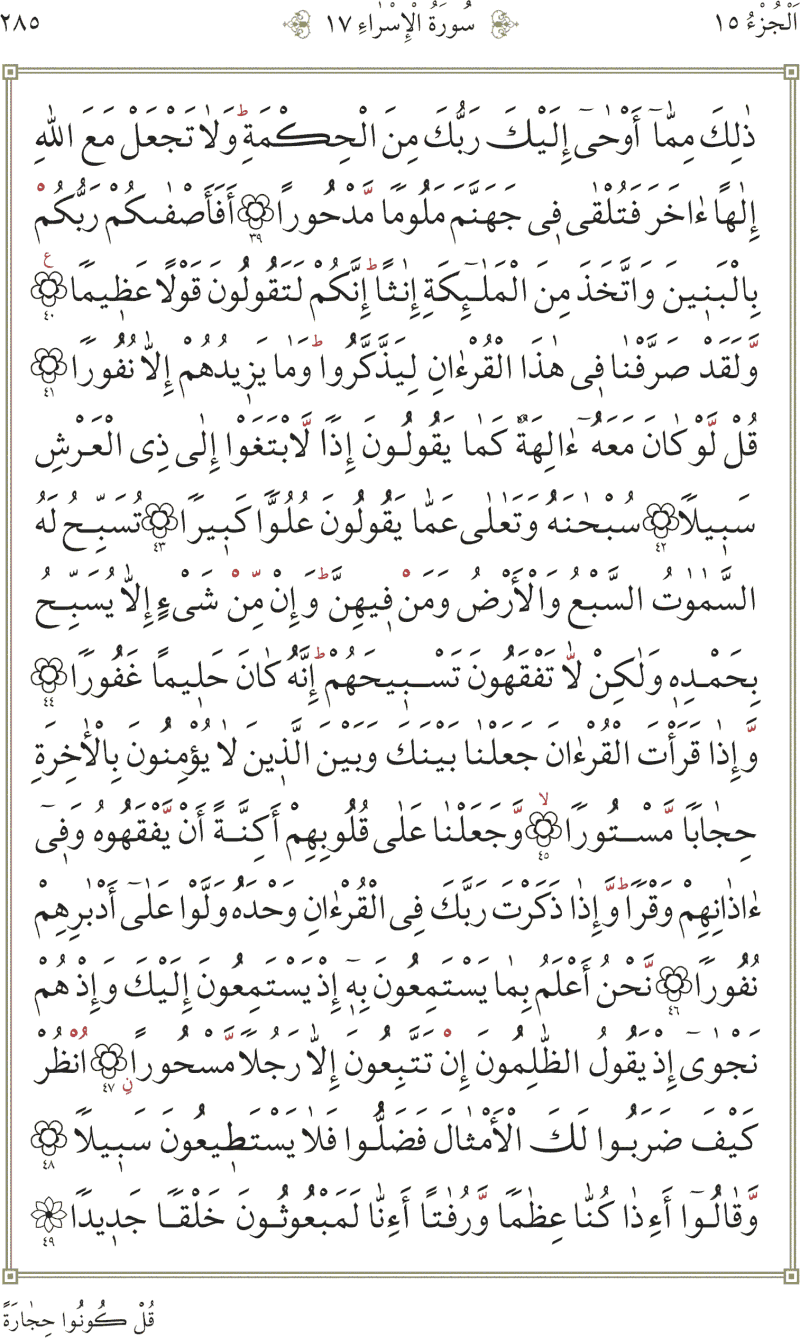 اَلْجُزْءُ ١٥ سُورَةُ الْإِسْرَاءِ ١٧ ٢٨٥
ذٰلِكَ مِمَّآ أَوْحٰىٓ إِلَيْكَ رَبُّكَ مِنَ الْحِكْمَةِ ؕ وَلَا تَجْعَلْ مَعَ اللّٰهِ
إِلٰهًا ءَاخَرَ فَتُلْقٰى فِى جَهَنَّمَ مَلُومًا مَّدْحُورًا ٣٩ أَفَأَصْفٰىكُمْ رَبُّكُمْ
بِالْبَنِينَ وَاتَّخَذَ مِنَ الْمَلٰٓئِكَةِ إِنٰثًا ؕ إِنَّكُمْ لَتَقُولُونَ قَوْلًا عَظِيمًا ٤٠ ع
وَّلَقَدْ صَرَّفْنَا فِى هٰذَا الْقُرْءَانِ لِيَذَّكَّرُوا ؕ وَمَا يَزِيدُهُمْ إِلَّا نُفُورًا ٤١
قُلْ لَّوْ كَانَ مَعَهُٓ ءَالِهَةٌ كَمَا يَقُولُونَ إِذًا لَّابْتَغَوْا إِلٰى ذِى الْعَرْشِ
سَبِيلًا ٤٢ سُبْحٰنَهُ وَتَعٰلٰى عَمَّا يَقُولُونَ عُلُوًّا كَبِيرًا ٤٣ تُسَبِّحُ لَهُ
السَّمٰوٰتُ السَّبْعُ وَالْأَرْضُ وَمَنْ فِيهِنَّ ؕ وَإِنْ مِّنْ شَىْءٍ إِلَّا يُسَبِّحُ
بِحَمْدِهِ وَلٰكِنْ لَّا تَفْقَهُونَ تَسْبِيحَهُمْ ؕ إِنَّهُ كَانَ حَلِيمًا غَفُورًا ٤٤
وَّإِذَا قَرَأْتَ الْقُرْءَانَ جَعَلْنَا بَيْنَكَ وَبَيْنَ الَّذِينَ لَا يُؤْمِنُونَ بِالْأٰخِرَةِ
حِجَابًا مَّسْتُورًا ٤٥ لا وَّجَعَلْنَا عَلٰى قُلُوبِهِمْ أَكِنَّةً أَنْ يَّفْقَهُوهُ وَفِىٓ
ءَاذَانِهِمْ وَقْرًا ؕ وَّإِذَا ذَكَرْتَ رَبَّكَ فِى الْقُرْءَانِ وَحْدَهُ وَلَّوْا عَلٰىٓ أَدْبٰرِهِمْ
نُفُورًا ٤٦ نَّحْنُ أَعْلَمُ بِمَا يَسْتَمِعُونَ بِهِٓ إِذْ يَسْتَمِعُونَ إِلَيْكَ وَإِذْ هُمْ
نَجْوٰىٓ إِذْ يَقُولُ الظّٰلِمُونَ إِنْ تَتَّبِعُونَ إِلَّا رَجُلًا مَّسْحُورًا ٤٧ نِ انْظُرْ
كَيْفَ ضَرَبُوا لَكَ الْأَمْثَالَ فَضَلُّوا فَلَا يَسْتَطِيعُونَ سَبِيلًا ٤٨
وَّقَالُوٓا أَءِذَا كُنَّا عِظٰمًا وَّرُفٰتًا أَءِنَّا لَمَبْعُوثُونَ خَلْقًا جَدِيدًا ٤٩
قُلْ كُونُوا حِجَارَةً